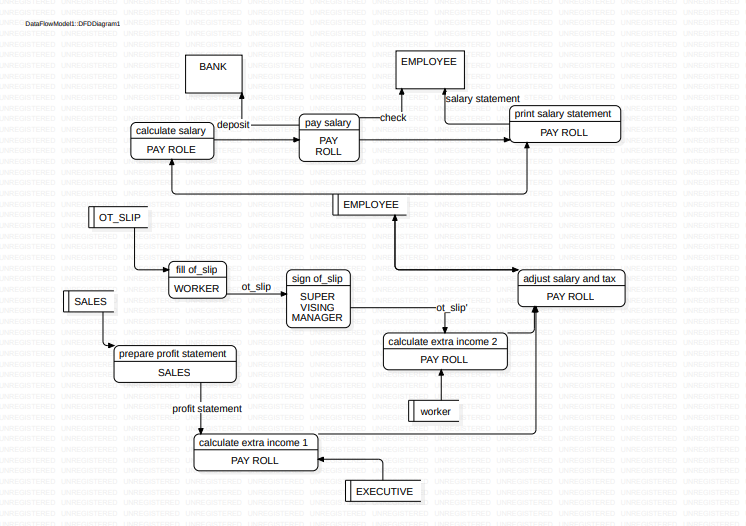 DataFlowModel1::DFDDiagram1
BANK
EMPLOYEE
salary statement
deposit
check
calculate salary
PAY ROLE
pay salary
PAY
ROLL
print salary statement
PAY ROLL
EMPLOYEE
OT_SLIP
fill of_slip
WORKER
ot_slip
sign of_slip
SUPER
VISING
MANAGER
adjust salary and tax
PAY ROLL
SALES
ot_slip'
prepare profit statement
SALES
calculate extra income 2
PAY ROLL
profit statement
worker
calculate extra income 1
PAY ROLL
EXECUTIVE
UNREGISTERED